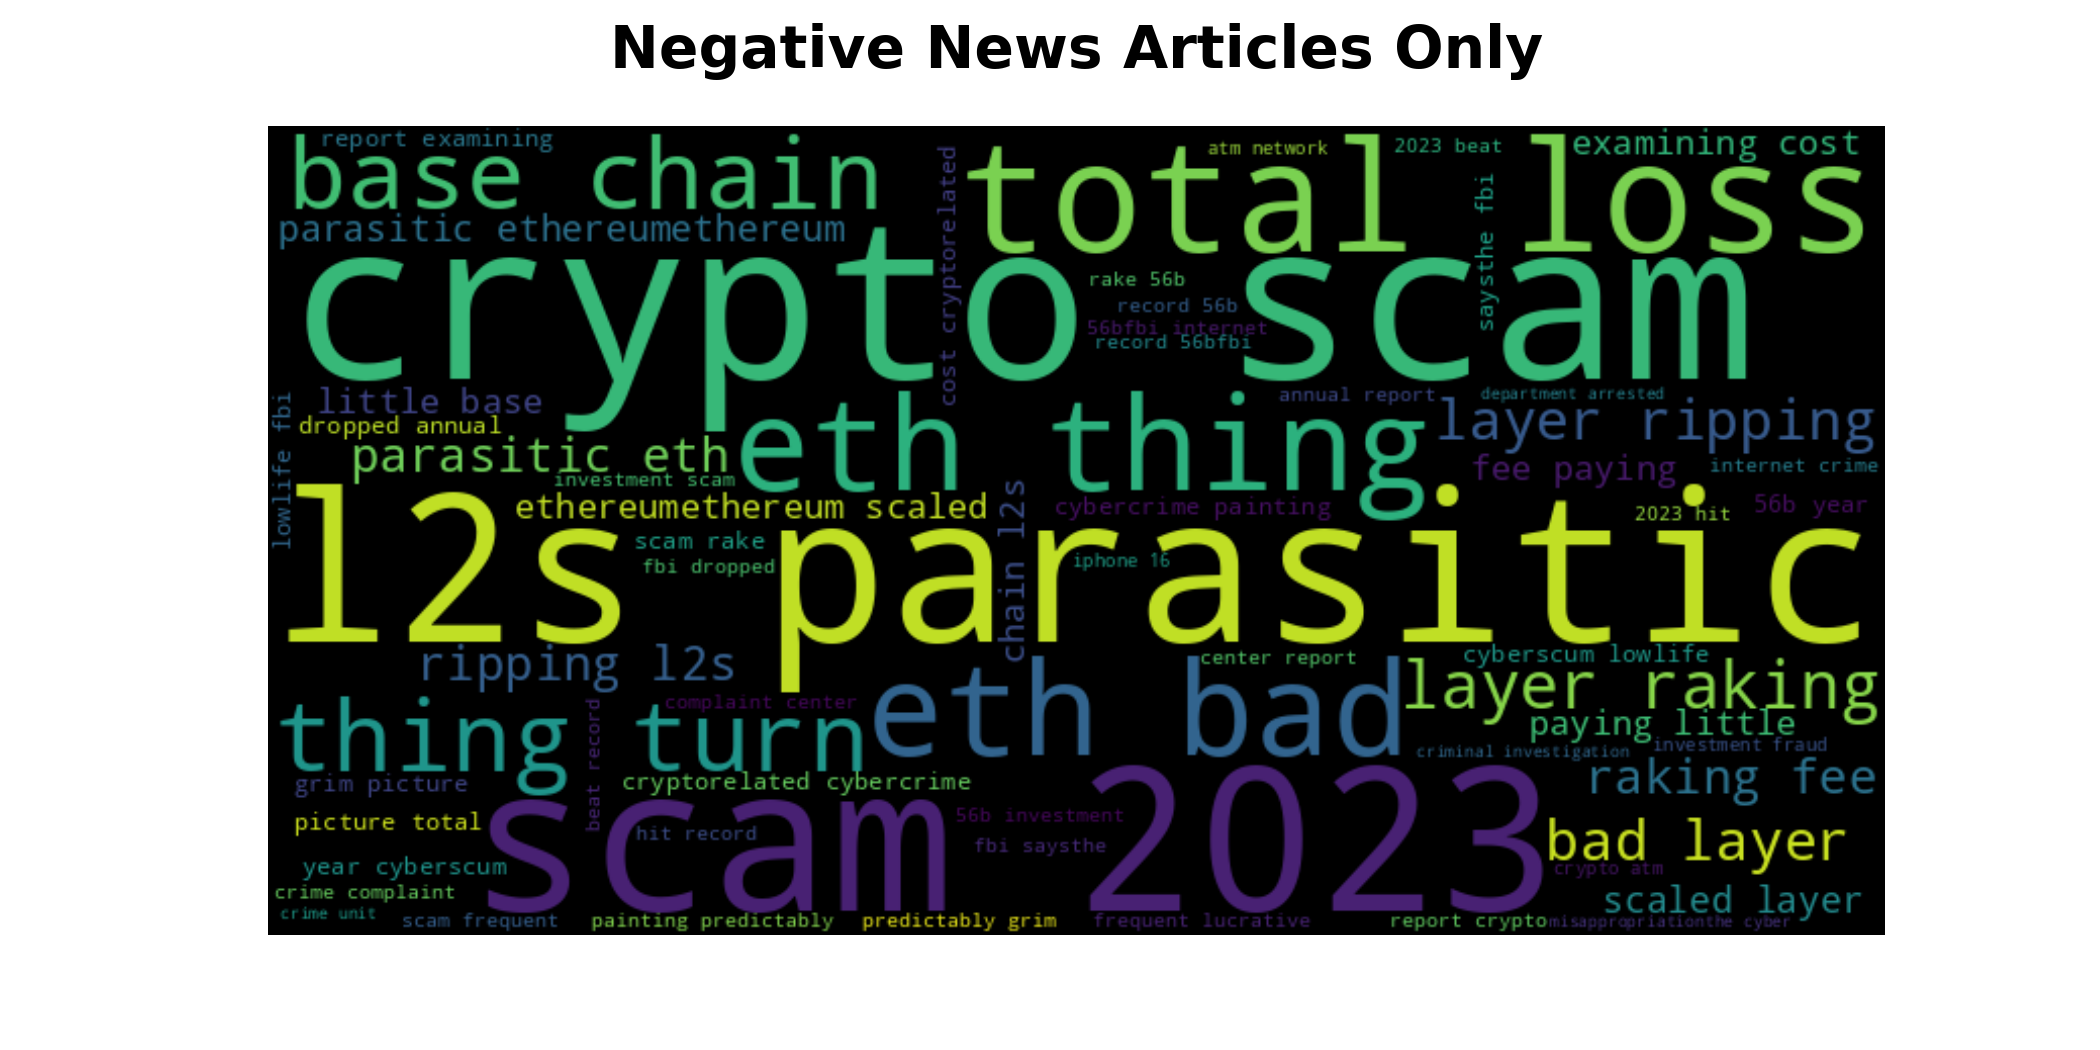 Negative News Articles Only
report examining
base chain
parasitic ethereumethereum
cost cryptorelated
total loss
atm network
2023 beat
examining cost
saysthe fbi
crypto scam
rake 56b
record 56b
56bfbi internet
record 56bfbi
lowlife fbi
little base
dropped annual
parasitic eth
investment scam
eth thing
annual report
department arrested
layer ripping
fee paying
internet crime
ethereumethereum scaled
chain l2s
cybercrime painting
2023 hit
56b year
l2s parasitic
scam rake
fbi dropped
iphone 16
ripping l2s
complaint center
center report
cyberscum lowlife
eth bad
layer raking
thing turn
beat record
paying little
criminal investigation
investment fraud
grim picture
cryptorelated cybercrime
raking fee
scam 2023
picture total
hit record
56b investment
fbi saysthe
bad layer
year cyberscum
crypto atm
crime complaint
scaled layer
crime unit
scam frequent
painting predictably
predictably grim
frequent lucrative
report crypto
misappropriationthe cyber